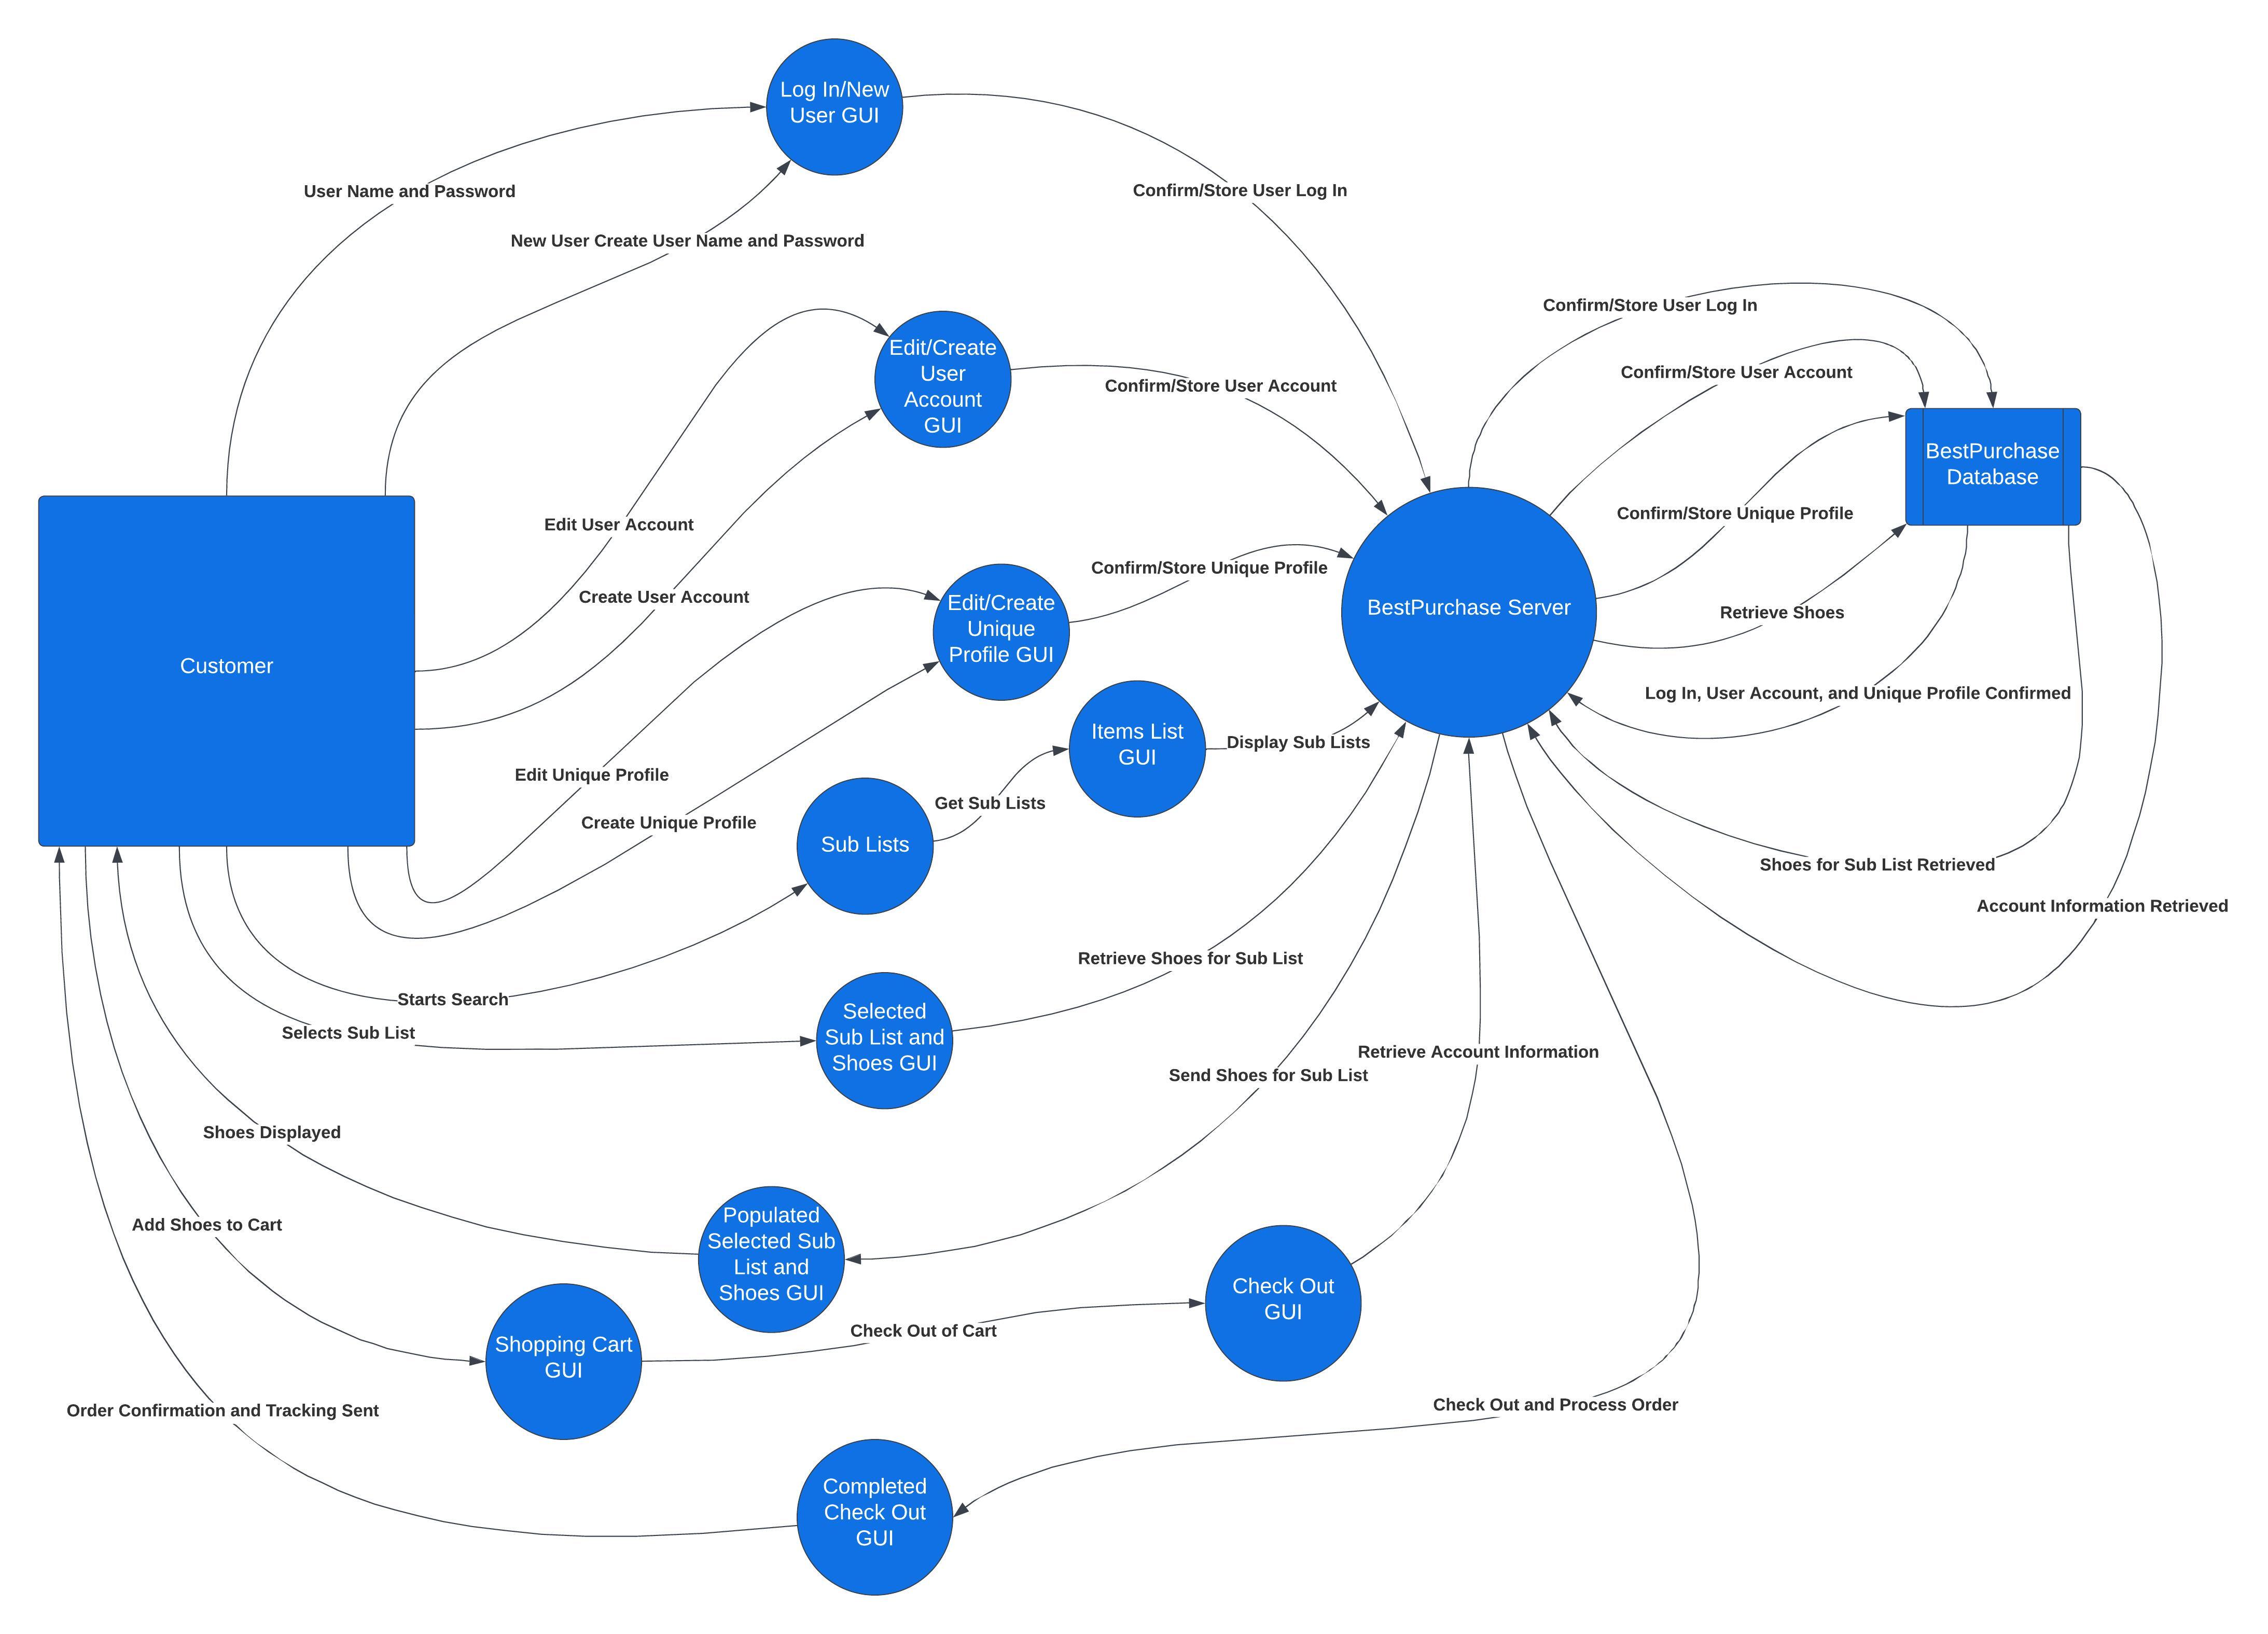 Log In/New
User GUI
User Name and Password
Confirm/Store User Log In
New User Create User Name and Password
Confirm/Store User Log In
Edit/Create
User
Account
GUI
Confirm/Store User Account
Confirm/Store User Account
BestPurchase
Database
Edit User Account
Confirm/Store Unique Profile
Confirm/Store Unique Profile
Create User Account
Edit/Create
Unique
Profile GUI
BestPurchase Server
Retrieve Shoes
Customer
Log In, User Account, and Unique Profile Confirmed
Items List
GUI
Display Sub Lists
Edit Unique Profile
Get Sub Lists
Create Unique Profile
Sub Lists
Shoes for Sub List Retrieved
Account Information Retrieved
Retrieve Shoes for Sub List
Starts Search
Selects Sub List
Selected
Sub List and
Shoes GUI
Retrieve Account Information
Send Shoes for Sub List
Shoes Displayed
Add Shoes to Cart
Populated
Selected Sub
List and
Shoes GUI
Check Out
GUI
Check Out of Cart
Shopping Cart
GUI
Order Confirmation and Tracking Sent
Check Out and Process Order
Completed
Check Out
GUI